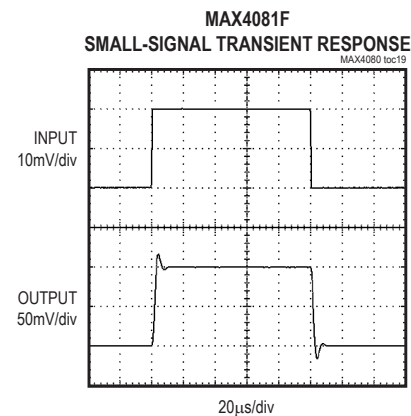 MAX4081F
SMALL-SIGNAL TRANSIENT RESPONSE
MAX4080 toc19
INPUT
10mV/div
OUTPUT
50mV/div
20μs/div